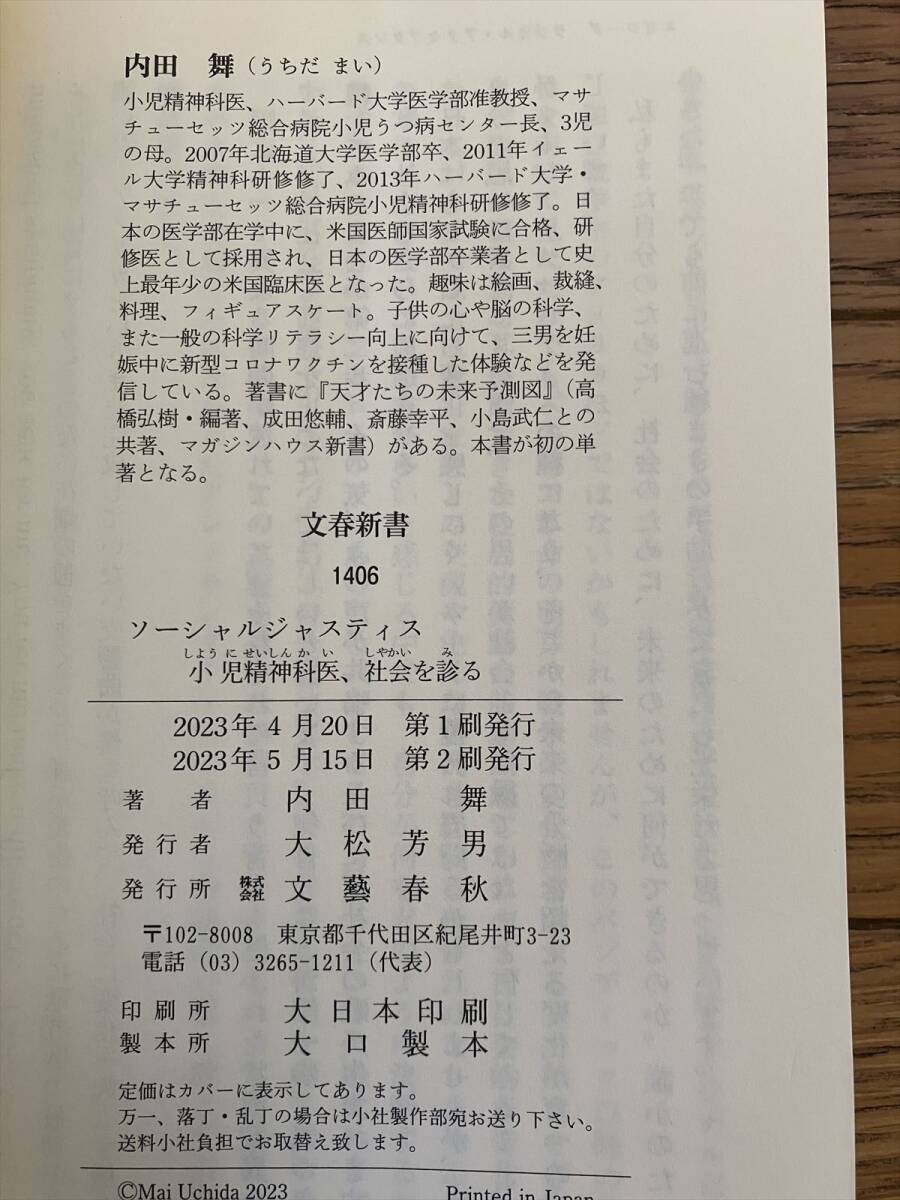 内田　舞（うちだ まい）
小児精神科医、ハーバード大学医学部准教授、マサ
チューセッツ総合病院小児うつ病センター長、3児
の母。2007年北海道大学医学部卒、2011年イェー
ル大学精神科研修修了、2013年ハーバード大学・
マサチューセッツ総合病院小児精神科研修修了。日
本の医学部在学中に、米国医師国家試験に合格、研
修医として採用され、日本の医学部卒業者として史
上最年少の米国臨床医となった。趣味は絵画、裁縫、
料理、フィギュアスケート。子供の心や脳の科学、
また一般の科学リテラシー向上に向けて、三男を妊
娠中に新型コロナワクチンを接種した体験などを発
信している。著書に『天才たちの未来予測図』（高
橋弘樹・編著、成田悠輔、斎藤幸平、小島武仁との
共著、マガジンハウス新書）がある。本書が初の単
著となる。
文春新書
1406
ソーシャルジャスティス
しように せいしんかい しやかい み
小児精神科医、社会を診る
2023年4月20日　第1刷発行
2023年5月15日　第2刷発行
著者　内田　舞
発行者　大松芳男
発行所　株式会社 文藝春秋
〒102-8008　東京都千代田区紀尾井町3-23
電話（03）3265-1211（代表）
印刷所　大日本印刷
製本所　大口製本
定価はカバーに表示してあります。
万一、落丁・乱丁の場合は小社製作部宛お送り下さい。
送料小社負担でお取替え致します。
©Mai Uchida 2023　Printed in Japan